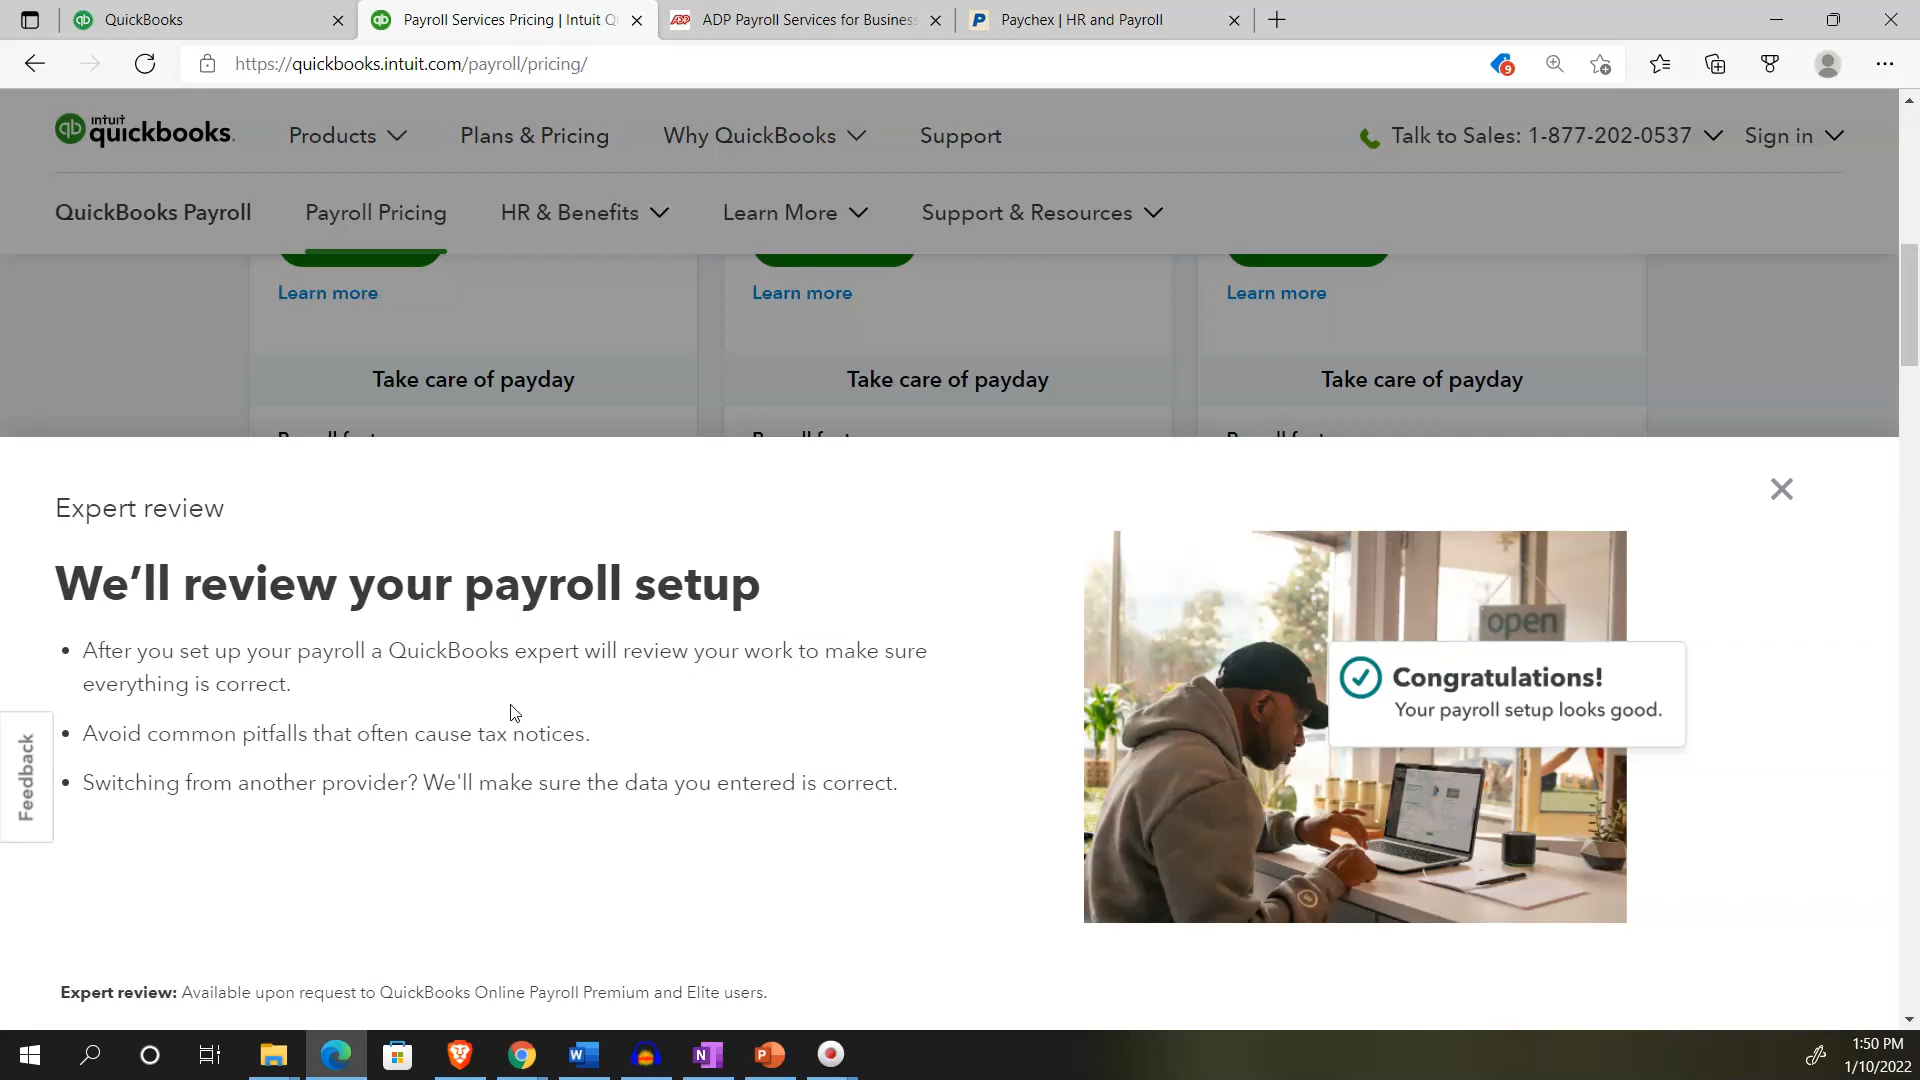 QuickBooks
Payroll Services Pricing | Intuit Q
ADP Payroll Services for Business
Paychex | HR and Payroll
https://quickbooks.intuit.com/payroll/pricing/
9
intuit
quickbooks.
Products
Plans & Pricing
Why QuickBooks
Support
Talk to Sales: 1-877-202-0537
Sign in
QuickBooks Payroll
Payroll Pricing
HR & Benefits
Learn More
Support & Resources
Learn more
Learn more
Learn more
Take care of payday
Take care of payday
Take care of payday
Expert review
We’ll review your payroll setup
• After you set up your payroll a QuickBooks expert will review your work to make sure
everything is correct.
• Avoid common pitfalls that often cause tax notices.
• Switching from another provider? We'll make sure the data you entered is correct.
open
Congratulations!
Your payroll setup looks good.
Feedback
Expert review: Available upon request to QuickBooks Online Payroll Premium and Elite users.
1:50 PM
1/10/2022